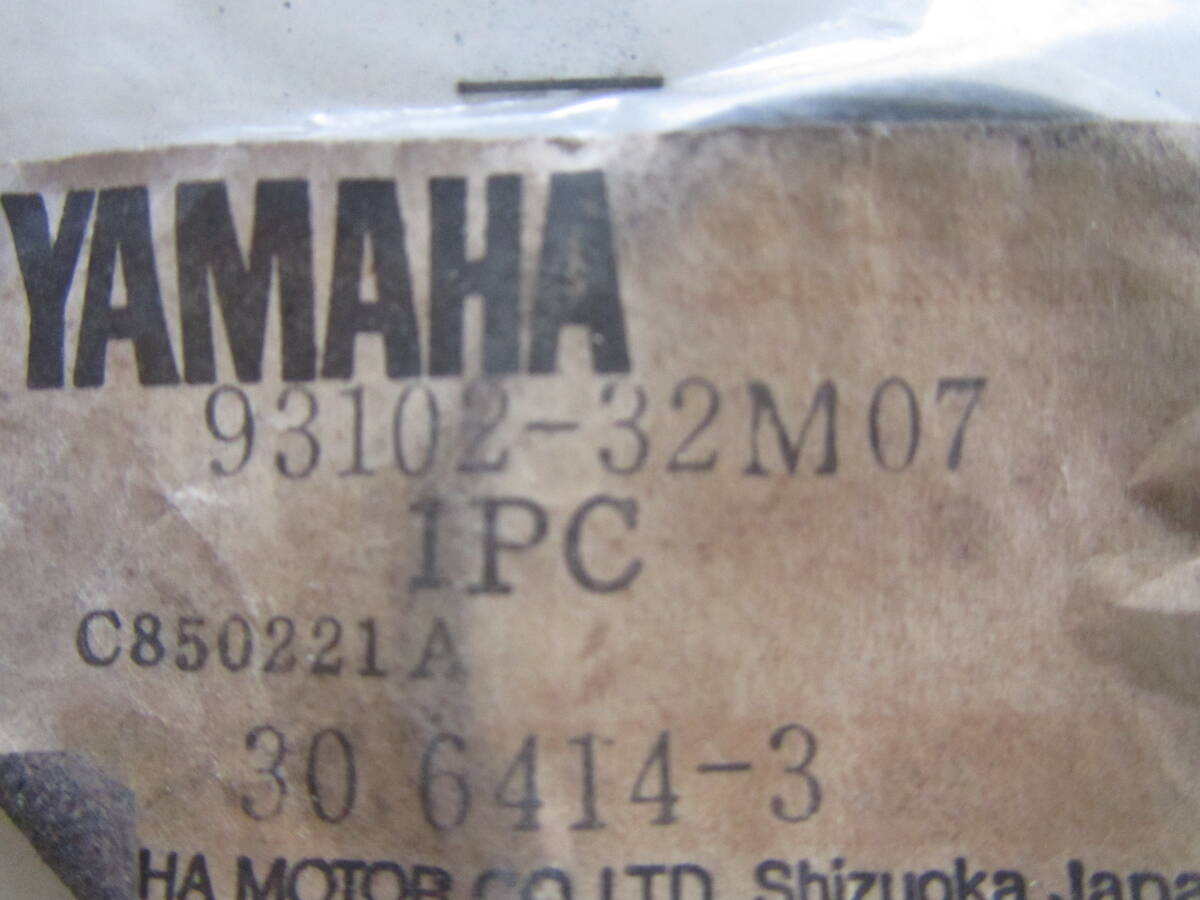 YAMAHA
93102-32M07
1PC
C850221A
30 6414-3
HA MOTOR CO LTD Shizuoka Japa